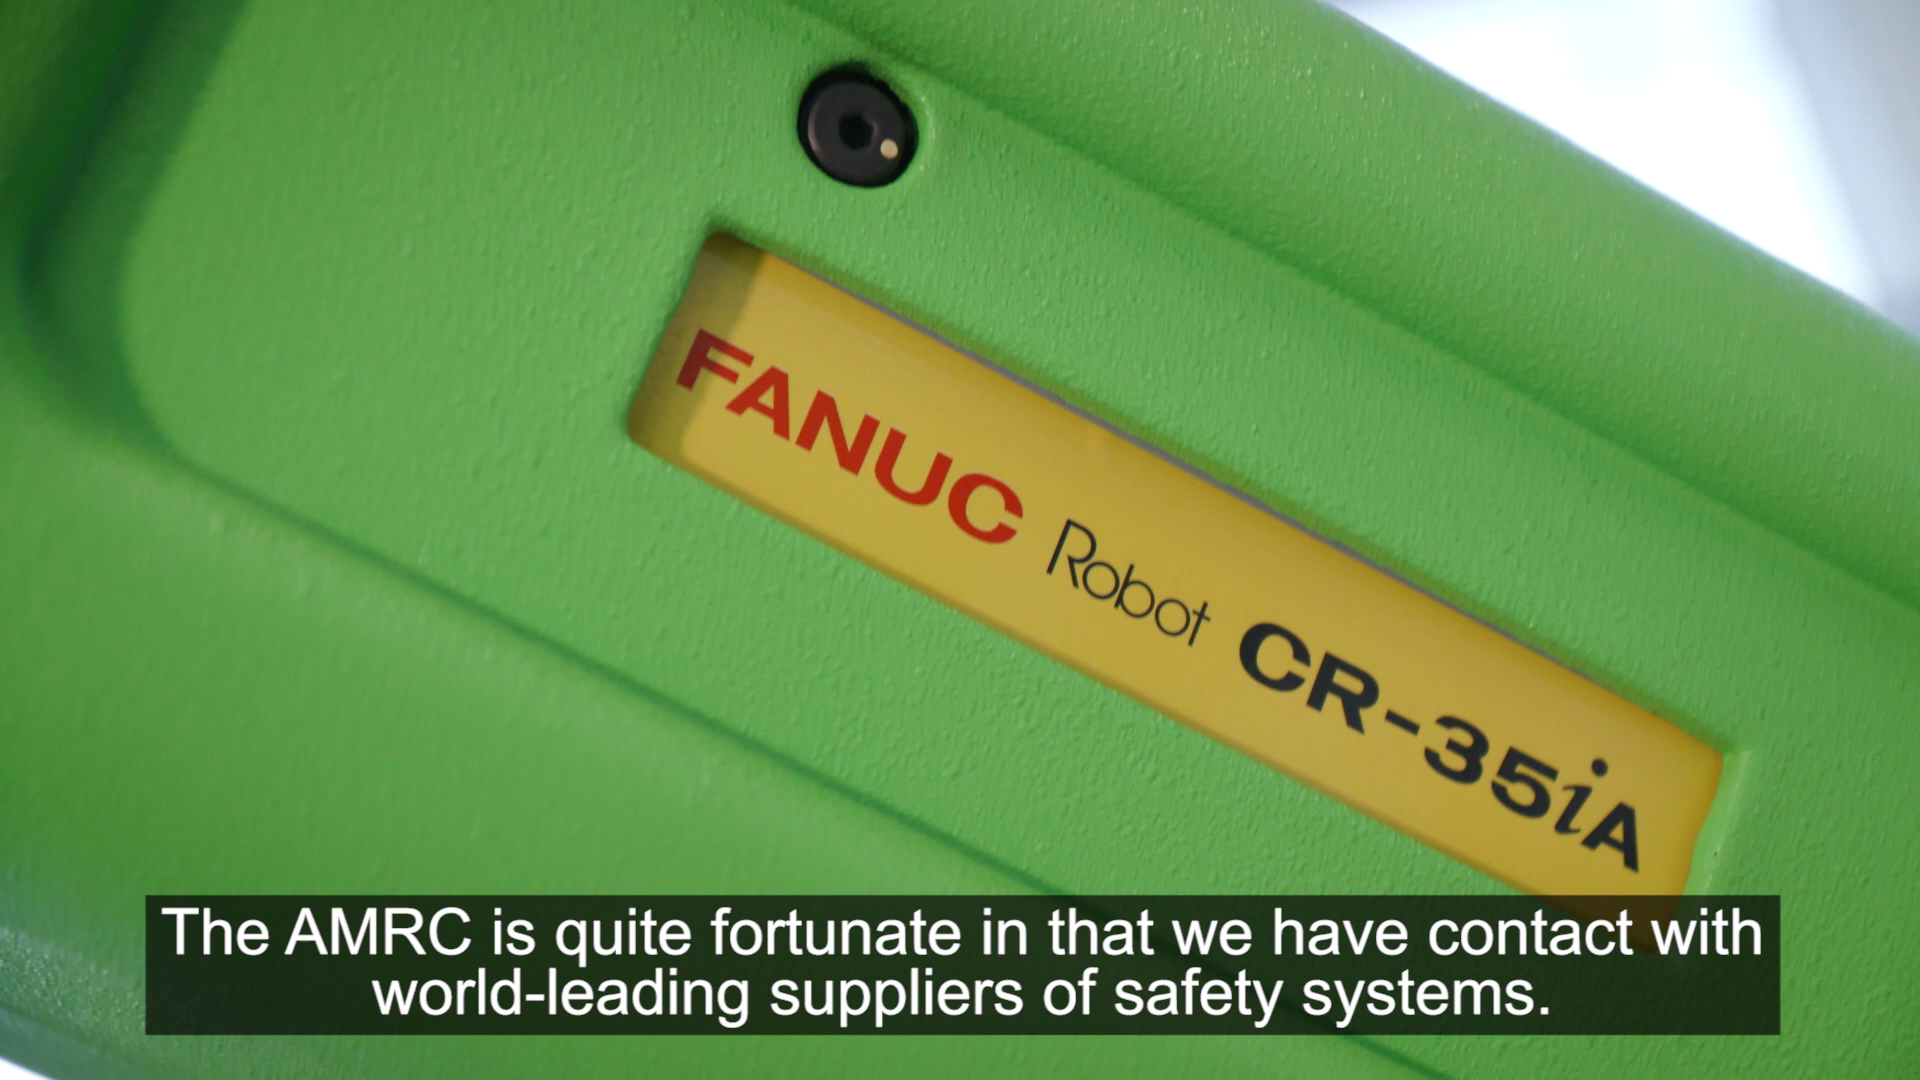 FANUC Robot CR-35iA
The AMRC is quite fortunate in that we have contact with
world-leading suppliers of safety systems.